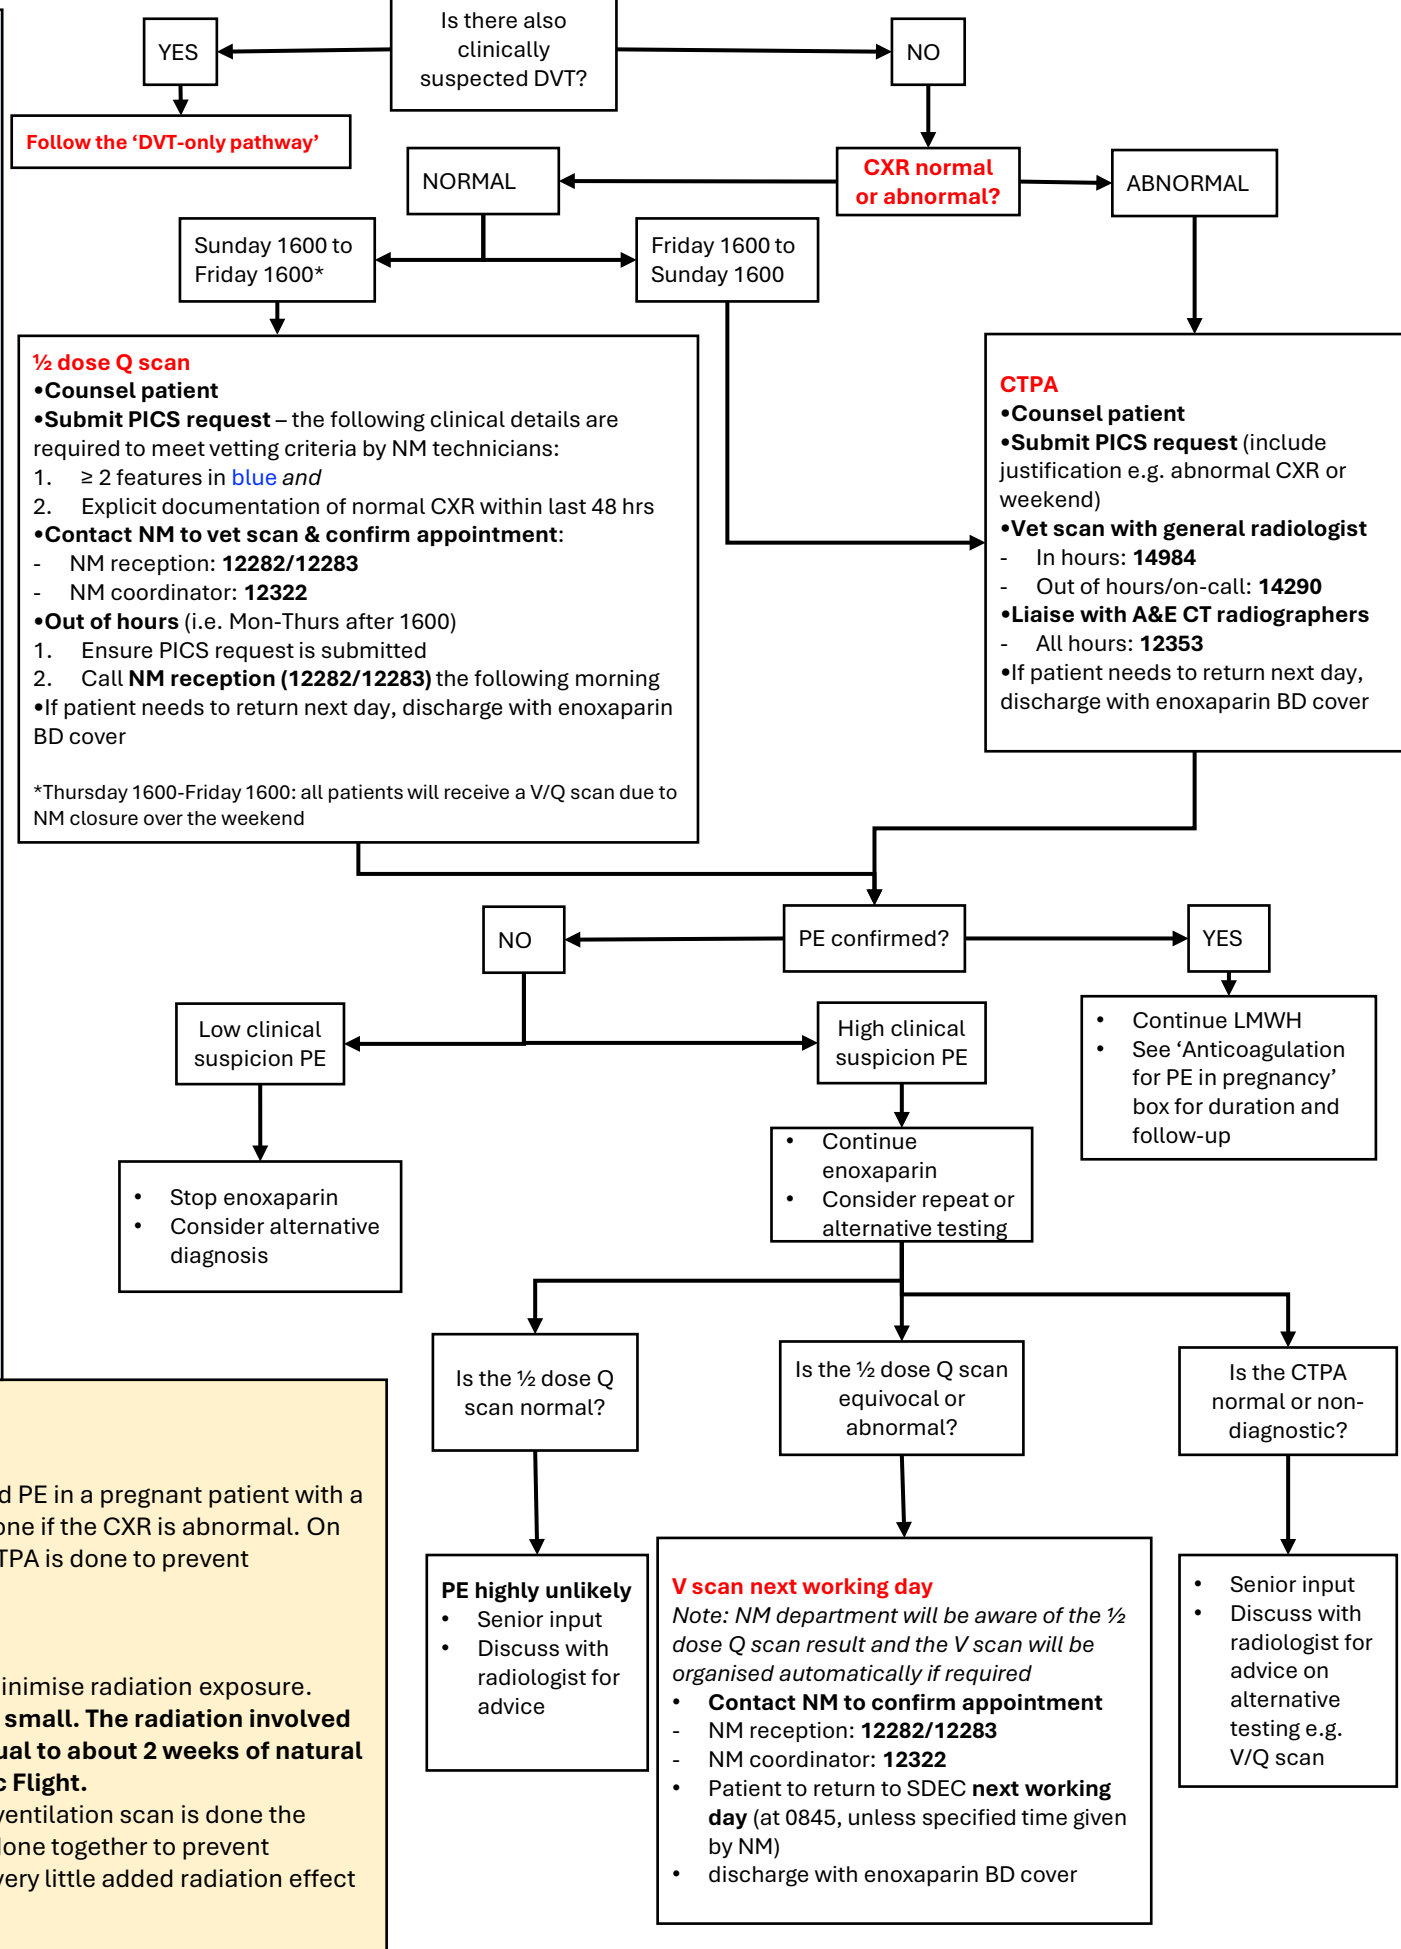 Is there also
clinically
suspected DVT?
YES
NO
Follow the ‘DVT-only pathway’
CXR normal
or abnormal?
NORMAL
ABNORMAL
Sunday 1600 to
Friday 1600*
Friday 1600 to
Sunday 1600
½ dose Q scan
•Counsel patient
•Submit PICS request – the following clinical details are
required to meet vetting criteria by NM technicians:
1. ≥ 2 features in blue and
2. Explicit documentation of normal CXR within last 48 hrs
•Contact NM to vet scan & confirm appointment:
- NM reception: 12282/12283
- NM coordinator: 12322
•Out of hours (i.e. Mon-Thurs after 1600)
1. Ensure PICS request is submitted
2. Call NM reception (12282/12283) the following morning
•If patient needs to return next day, discharge with enoxaparin
BD cover
*Thursday 1600-Friday 1600: all patients will receive a V/Q scan due to
NM closure over the weekend
CTPA
•Counsel patient
•Submit PICS request (include
justification e.g. abnormal CXR or
weekend)
•Vet scan with general radiologist
- In hours: 14984
- Out of hours/on-call: 14290
•Liaise with A&E CT radiographers
- All hours: 12353
•If patient needs to return next day,
discharge with enoxaparin BD cover
PE confirmed?
NO
YES
Low clinical
suspicion PE
High clinical
suspicion PE
• Continue LMWH
• See ‘Anticoagulation
for PE in pregnancy’
box for duration and
follow-up
• Stop enoxaparin
• Consider alternative
diagnosis
• Continue
enoxaparin
• Consider repeat or
alternative testing
Is the ½ dose Q
scan normal?
Is the ½ dose Q scan
equivocal or
abnormal?
Is the CTPA
normal or non-
diagnostic?
PE highly unlikely
• Senior input
• Discuss with
radiologist for
advice
V scan next working day
Note: NM department will be aware of the ½
dose Q scan result and the V scan will be
organised automatically if required
• Contact NM to confirm appointment
- NM reception: 12282/12283
- NM coordinator: 12322
• Patient to return to SDEC next working
day (at 0845, unless specified time given
by NM)
• discharge with enoxaparin BD cover
• Senior input
• Discuss with
radiologist for
advice on
alternative
testing e.g.
V/Q scan
d PE in a pregnant patient with a
one if the CXR is abnormal. On
TPA is done to prevent
inimise radiation exposure.
small. The radiation involved
ual to about 2 weeks of natural
c Flight.
ventilation scan is done the
done together to prevent
very little added radiation effect